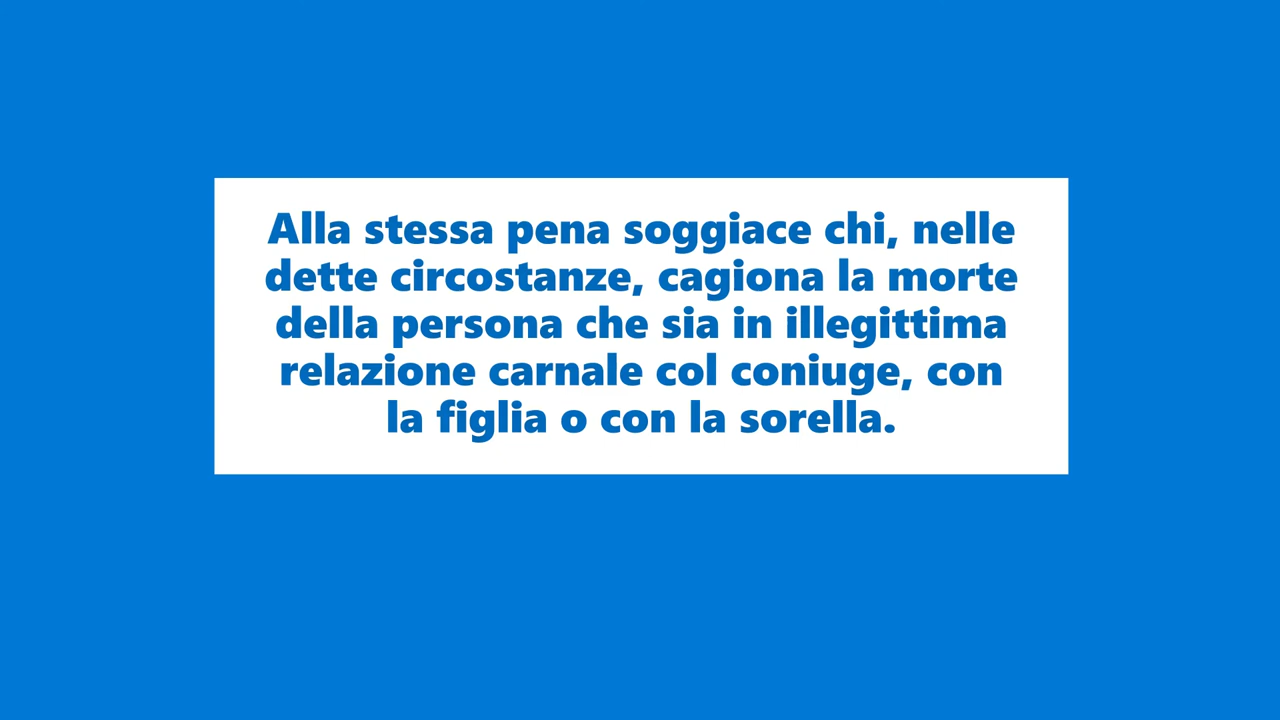 Alla stessa pena soggiace chi, nelle
dette circostanze, cagiona la morte
della persona che sia in illegittima
relazione carnale col coniuge, con
la figlia o con la sorella.